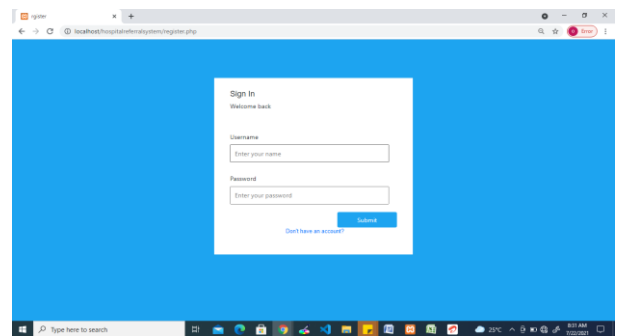 rgister
localhost/hospitalreferralsystem/register.php
Error
Sign In
Welcome back
Username
Enter your name
Password
Enter your password
Submit
Don't have an account?
Type here to search
25°C
8:01 AM
7/22/2021